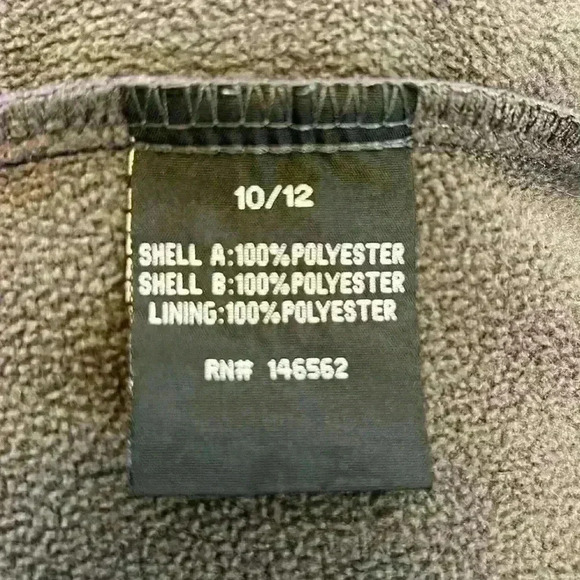 10/12
SHELL A:100%POLYESTER
SHELL B:100%POLYESTER
LINING:100%POLYESTER
RN# 146562